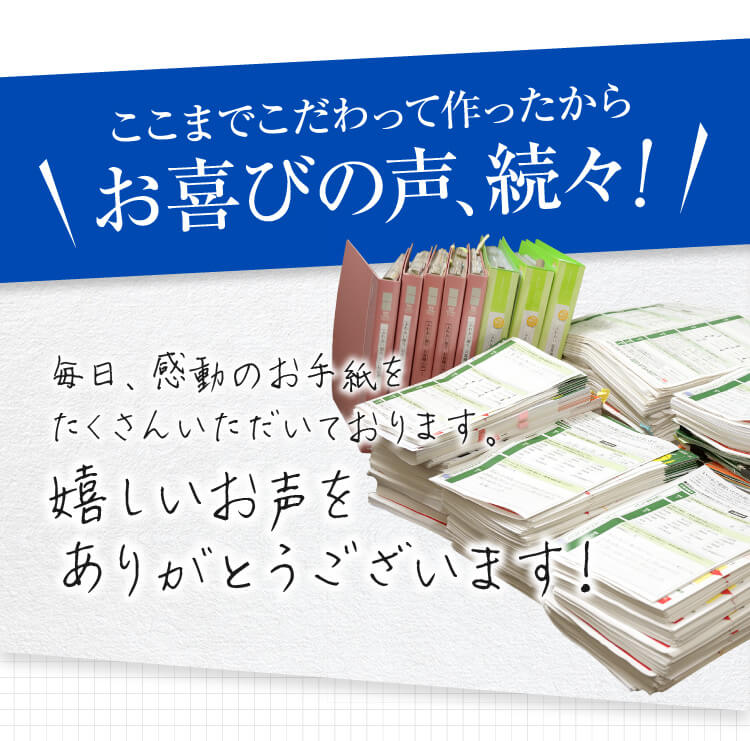 ここまでこだわって作ったから
お喜びの声、続々!
毎日、感動のお手紙を
たくさんいただいております。
嬉しいお声を
ありがとうございます!